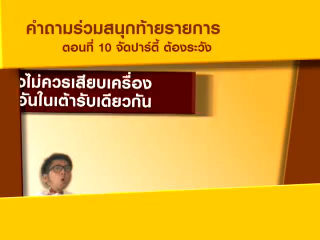 คำถามร่วมสนุกท้ายรายการ
ตอนที่ 10 จัดปาร์ตี้ ต้องระวัง
ไม่ควรเสียบเครื่อง
ในเต้ารับเดียวกัน